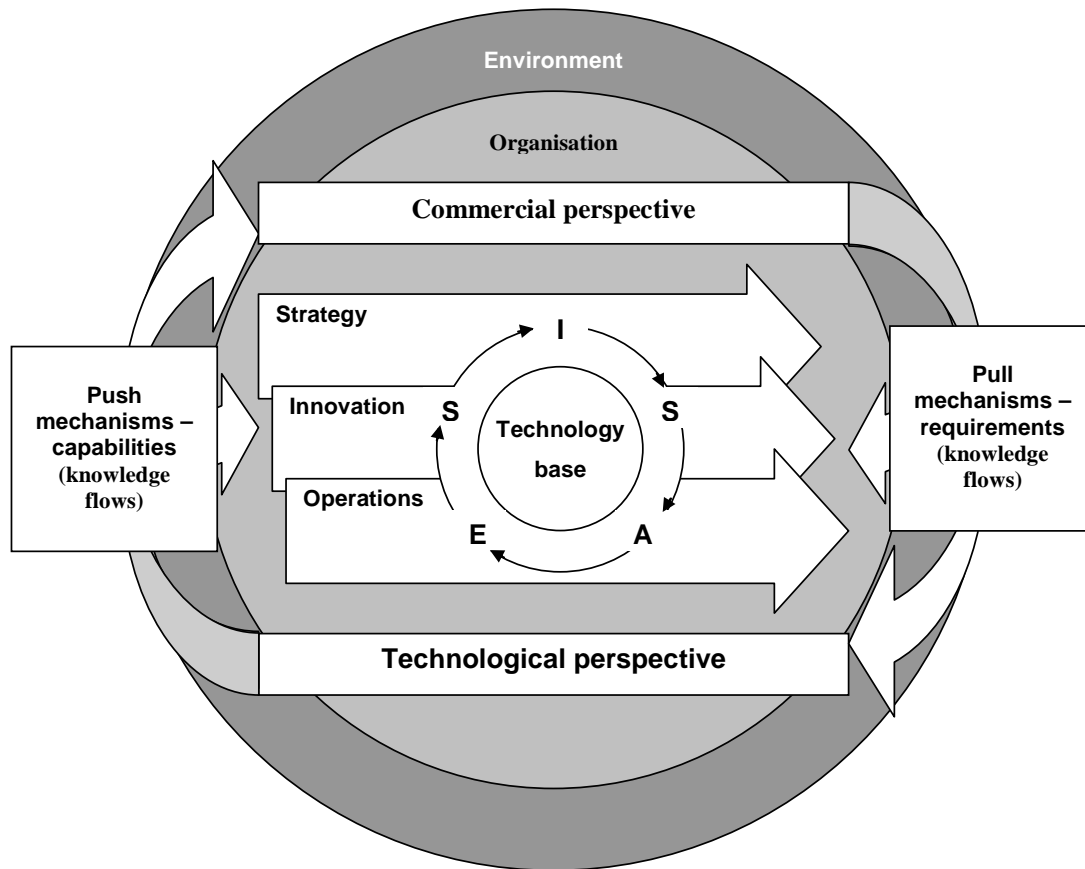 Environment
Organisation
Commercial perspective
Strategy
I
Push
mechanisms –
capabilities
(knowledge
flows)
Innovation
S
S
Technology
base
Pull
mechanisms –
requirements
(knowledge
flows)
Operations
E
A
Technological perspective